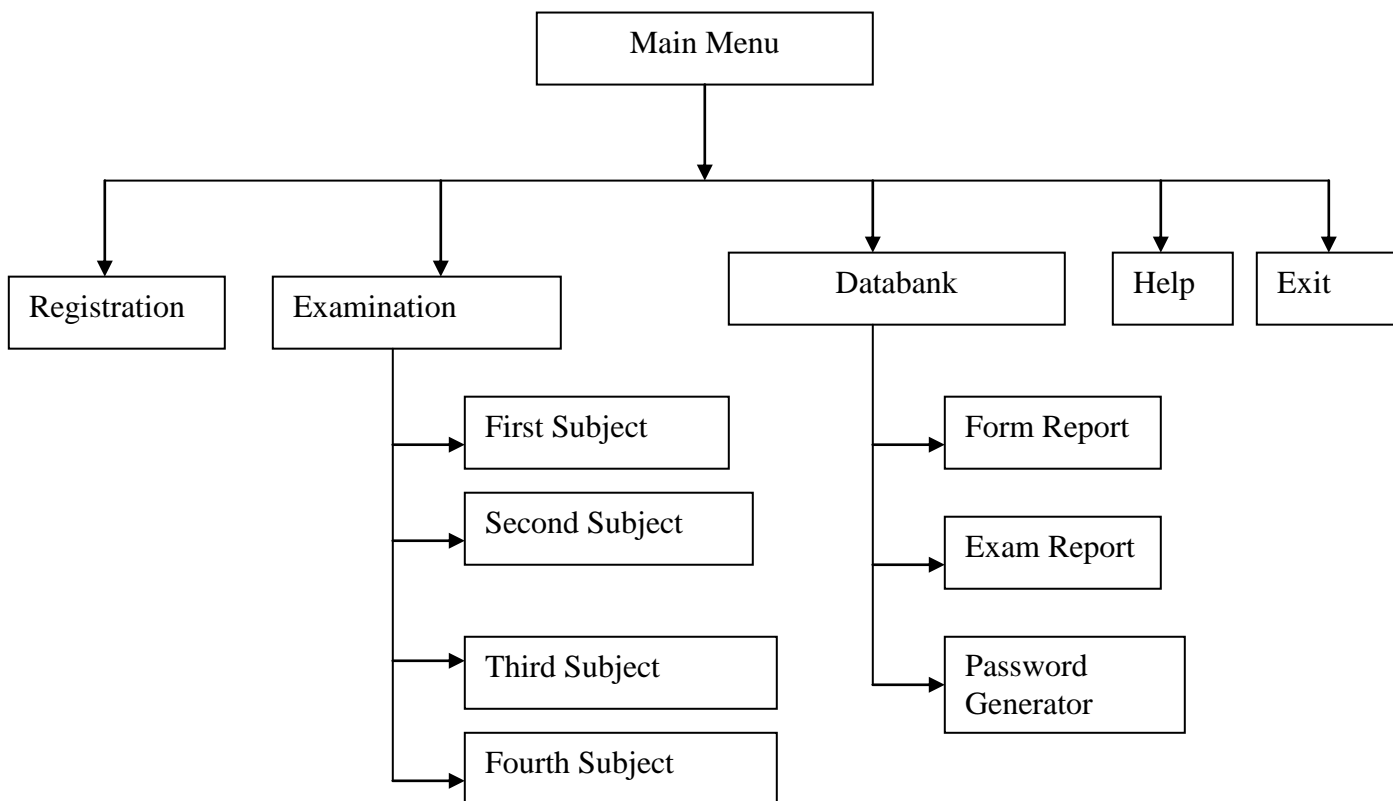 Main Menu
Registration
Examination
Databank
Help
Exit
First Subject
Second Subject
Third Subject
Fourth Subject
Form Report
Exam Report
Password
Generator